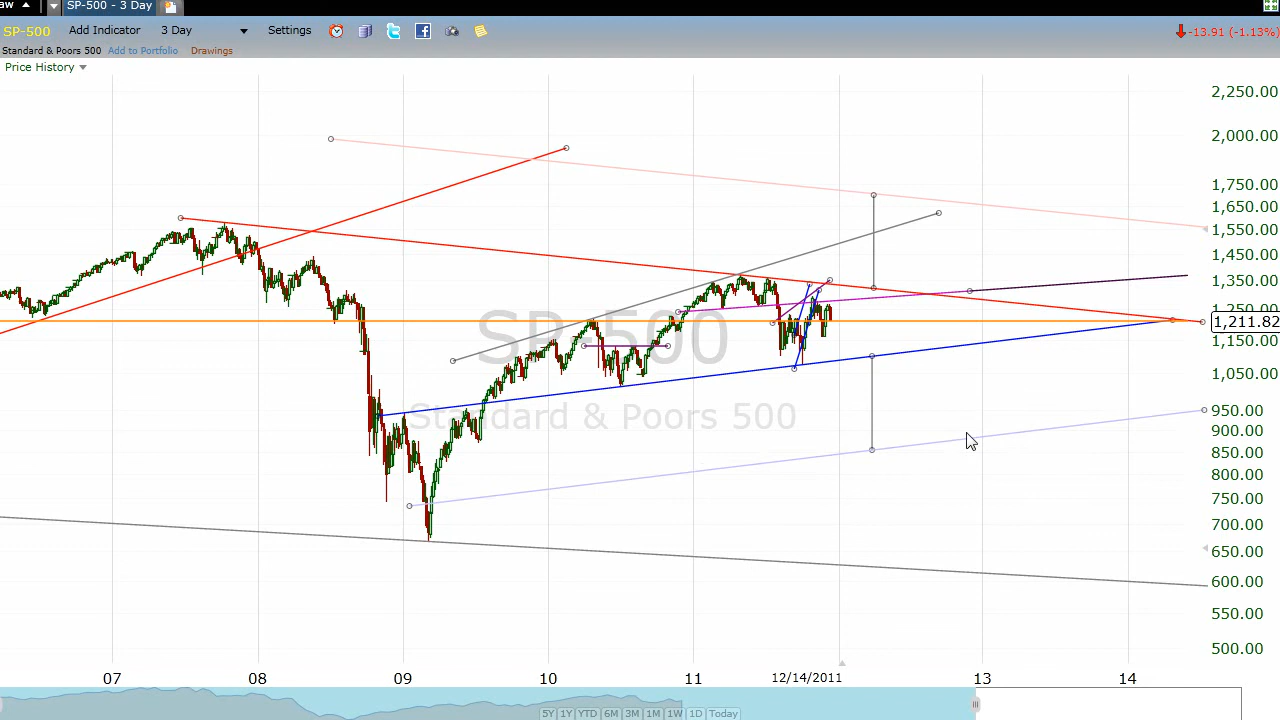 aw SP-500 - 3 Day
SP-500 Add Indicator 3 Day Settings -13.91 (-1.13%)
Standard & Poors 500 Add to Portfolio Drawings
Price History
2,250.00
2,000.00
1,750.00
1,650.00
1,550.00
1,450.00
1,350.00
1,250.00
1,211.82
1,150.00
1,050.00
950.00
900.00
850.00
800.00
750.00
700.00
650.00
600.00
550.00
500.00
SP-500
Standard & Poors 500
07 08 09 10 11 12/14/2011 13 14
5Y 1Y YTD 6M 3M 1M 1W 1D Today